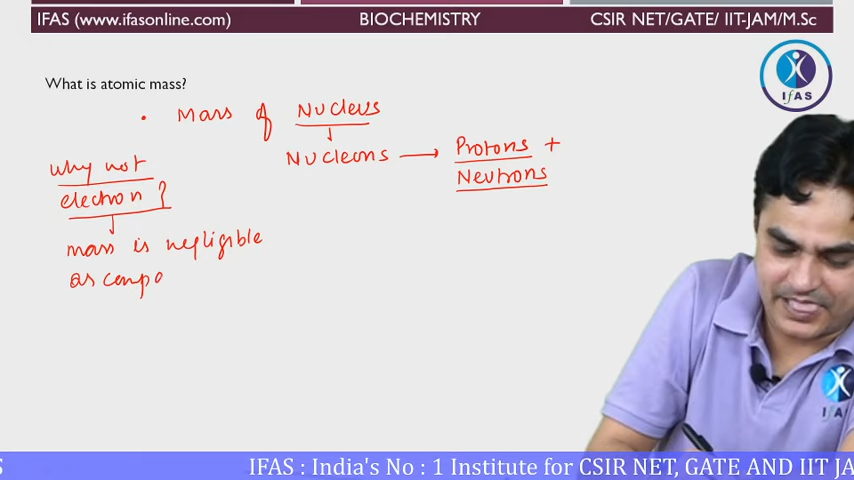 IFAS (www.ifasonline.com) BIOCHEMISTRY CSIR NET/GATE/ IIT-JAM/M.Sc
IFAS
What is atomic mass?
• Mass of Nucleus
Nucleons → Protons +
Neutrons
Why not
electron ?
mass is negligible
as compa
IFAS
S IFAS : India's No : 1 Institute for CSIR NET, GATE AND IIT JA